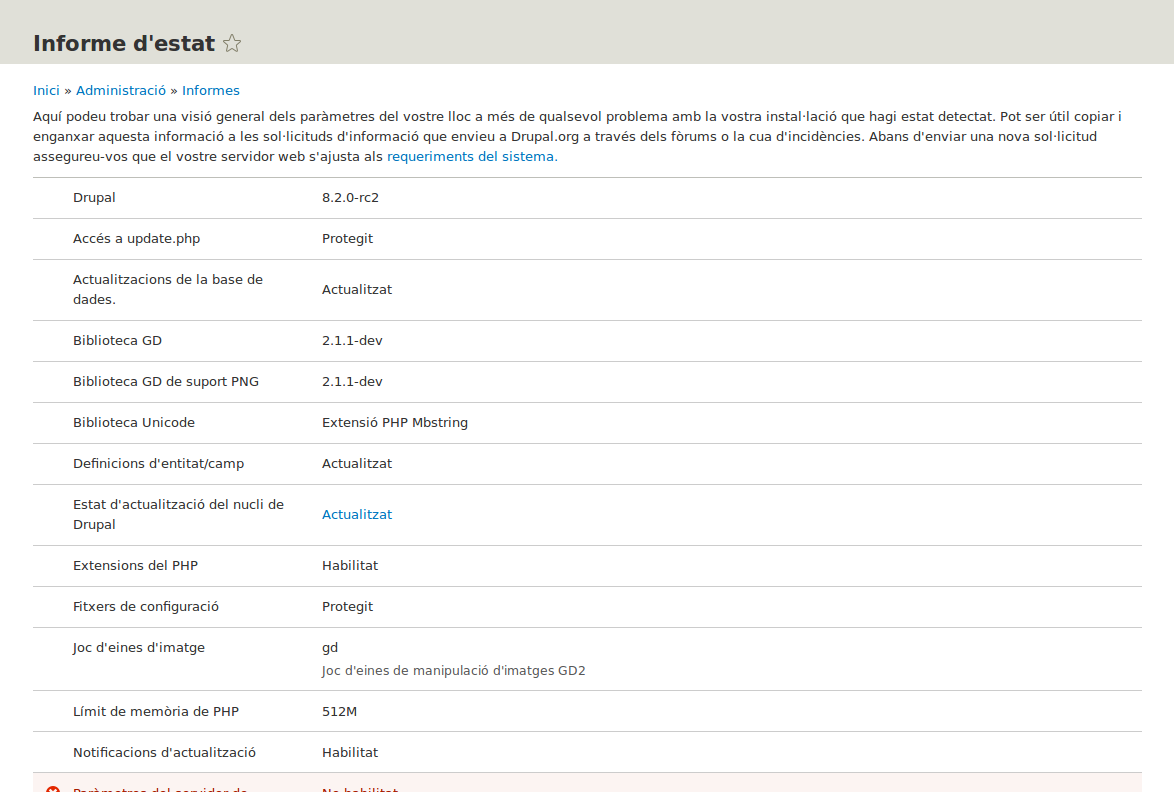 Informe d'estat
Inici » Administració » Informes
Aquí podeu trobar una visió general dels paràmetres del vostre lloc a més de qualsevol problema amb la vostra instal·lació que hagi estat detectat. Pot ser útil copiar i
enganxar aquesta informació a les sol·licituds d'informació que envieu a Drupal.org a través dels fòrums o la cua d'incidències. Abans d'enviar una nova sol·licitud
assegureu-vos que el vostre servidor web s'ajusta als requeriments del sistema.
Drupal 8.2.0-rc2
Accés a update.php Protegit
Actualitzacions de la base de
dades. Actualitzat
Biblioteca GD 2.1.1-dev
Biblioteca GD de suport PNG 2.1.1-dev
Biblioteca Unicode Extensió PHP Mbstring
Definicions d'entitat/camp Actualitzat
Estat d'actualització del nucli de
Drupal Actualitzat
Extensions del PHP Habilitat
Fitxers de configuració Protegit
Joc d'eines d'imatge gd
Joc d'eines de manipulació d'imatges GD2
Límit de memòria de PHP 512M
Notificacions d'actualització Habilitat
Paràmetres del servidor de No habilitat